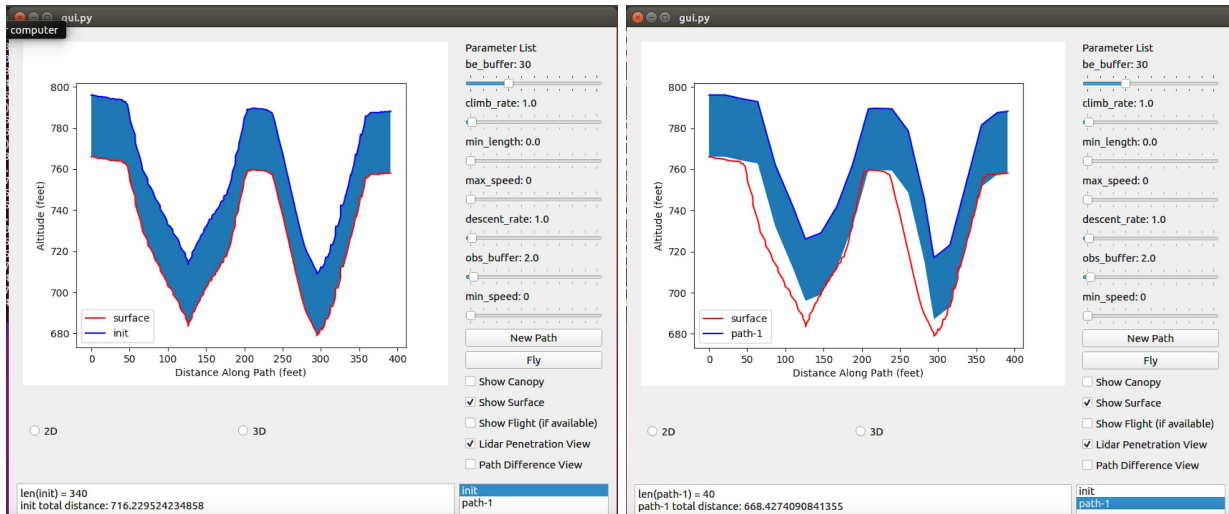 gui.py
computer
800
780
760
740
720
700
680
Altitude (feet)
surface
init
0 50 100 150 200 250 300 350 400
Distance Along Path (feet)
2D
3D
Parameter List
be_buffer: 30
climb_rate: 1.0
min_length: 0.0
max_speed: 0
descent_rate: 1.0
obs_buffer: 2.0
min_speed: 0
New Path
Fly
Show Canopy
Show Surface
Show Flight (if available)
Lidar Penetration View
Path Difference View
len(init) = 340
init total distance: 716.229524234858
init
path-1
gui.py
800
780
760
740
720
700
680
Altitude (feet)
surface
path-1
0 50 100 150 200 250 300 350 400
Distance Along Path (feet)
2D
3D
Parameter List
be_buffer: 30
climb_rate: 1.0
min_length: 0.0
max_speed: 0
descent_rate: 1.0
obs_buffer: 2.0
min_speed: 0
New Path
Fly
Show Canopy
Show Surface
Show Flight (if available)
Lidar Penetration View
Path Difference View
len(path-1) = 40
path-1 total distance: 668.4274090841355
init
path-1